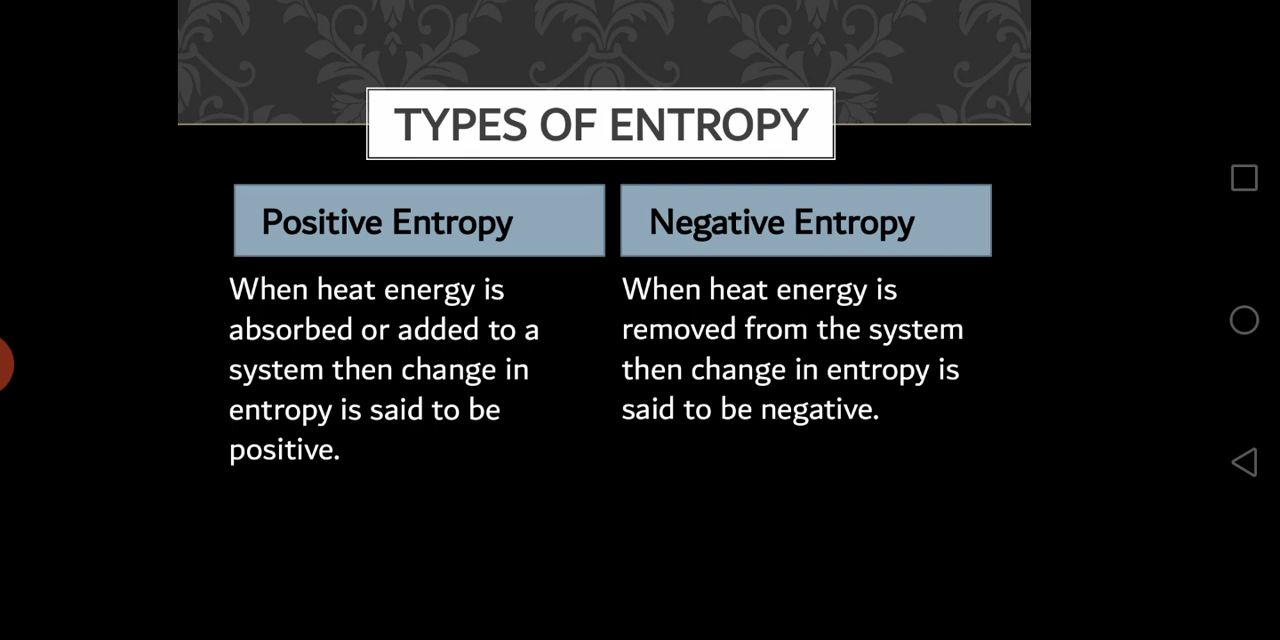 TYPES OF ENTROPY
Positive Entropy
When heat energy is
absorbed or added to a
system then change in
entropy is said to be
positive.
Negative Entropy
When heat energy is
removed from the system
then change in entropy is
said to be negative.